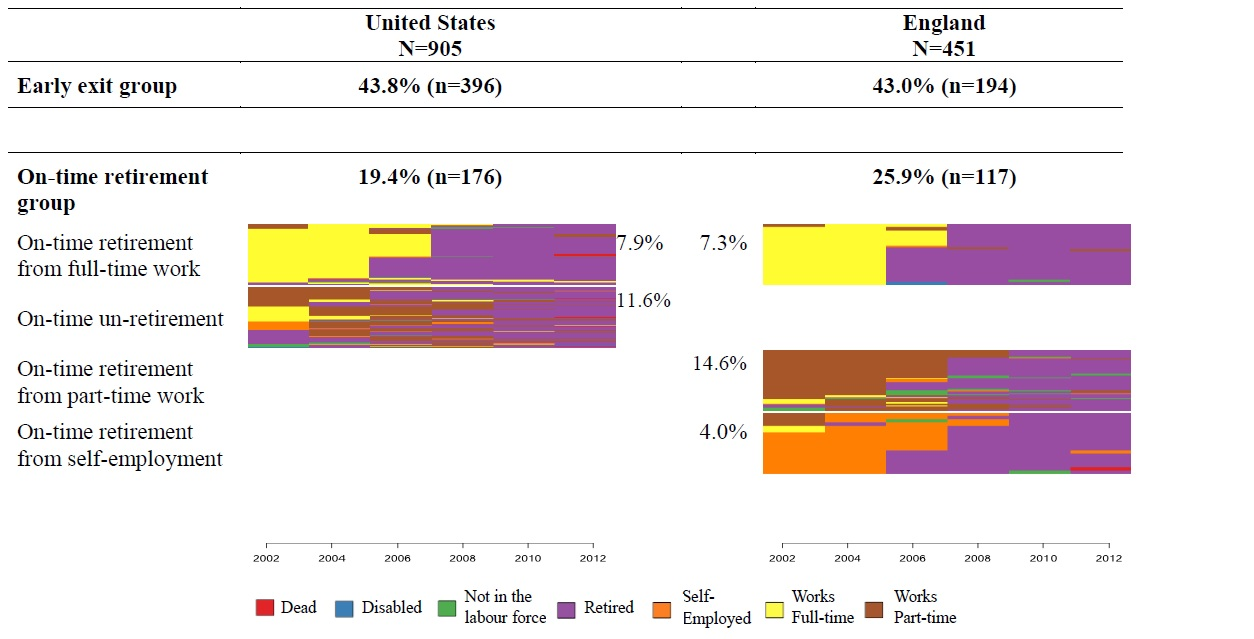 United States
N=905
England
N=451
Early exit group
43.8% (n=396)
43.0% (n=194)
On-time retirement
group
19.4% (n=176)
25.9% (n=117)
On-time retirement
from full-time work
7.9%
7.3%
On-time un-retirement
11.6%
On-time retirement
from part-time work
14.6%
On-time retirement
from self-employment
4.0%
2002 2004 2006 2008 2010 2012
2002 2004 2006 2008 2010 2012
Dead
Disabled
Not in the
labour force
Retired
Self-
Employed
Works
Full-time
Works
Part-time